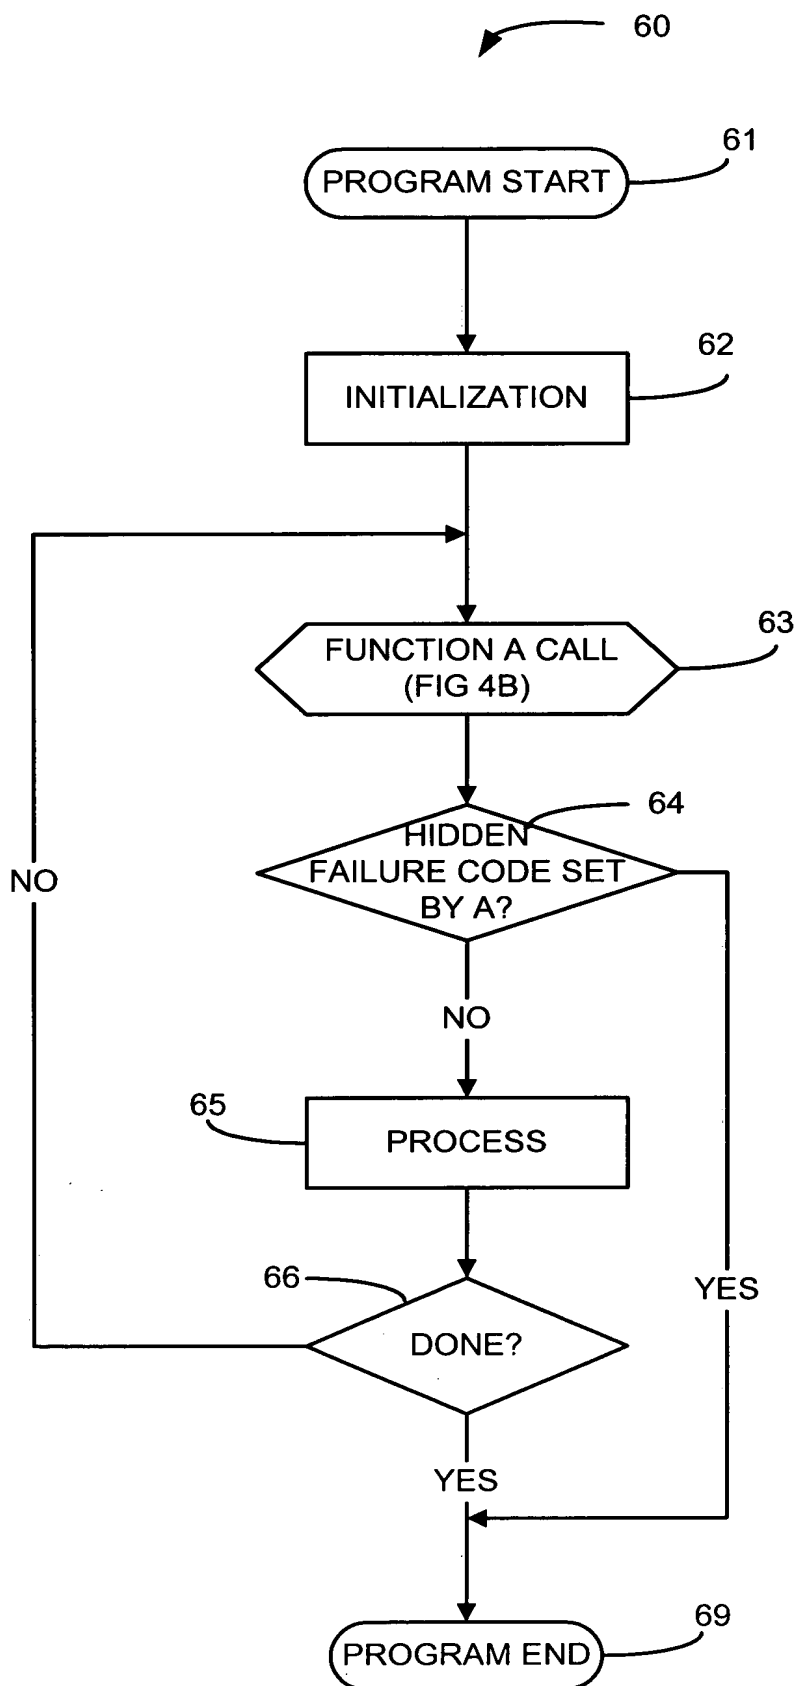 60
61
PROGRAM START
62
INITIALIZATION
63
FUNCTION A CALL
(FIG 4B)
64
HIDDEN
FAILURE CODE SET
BY A?
NO
NO
65
PROCESS
66
YES
DONE?
YES
69
PROGRAM END